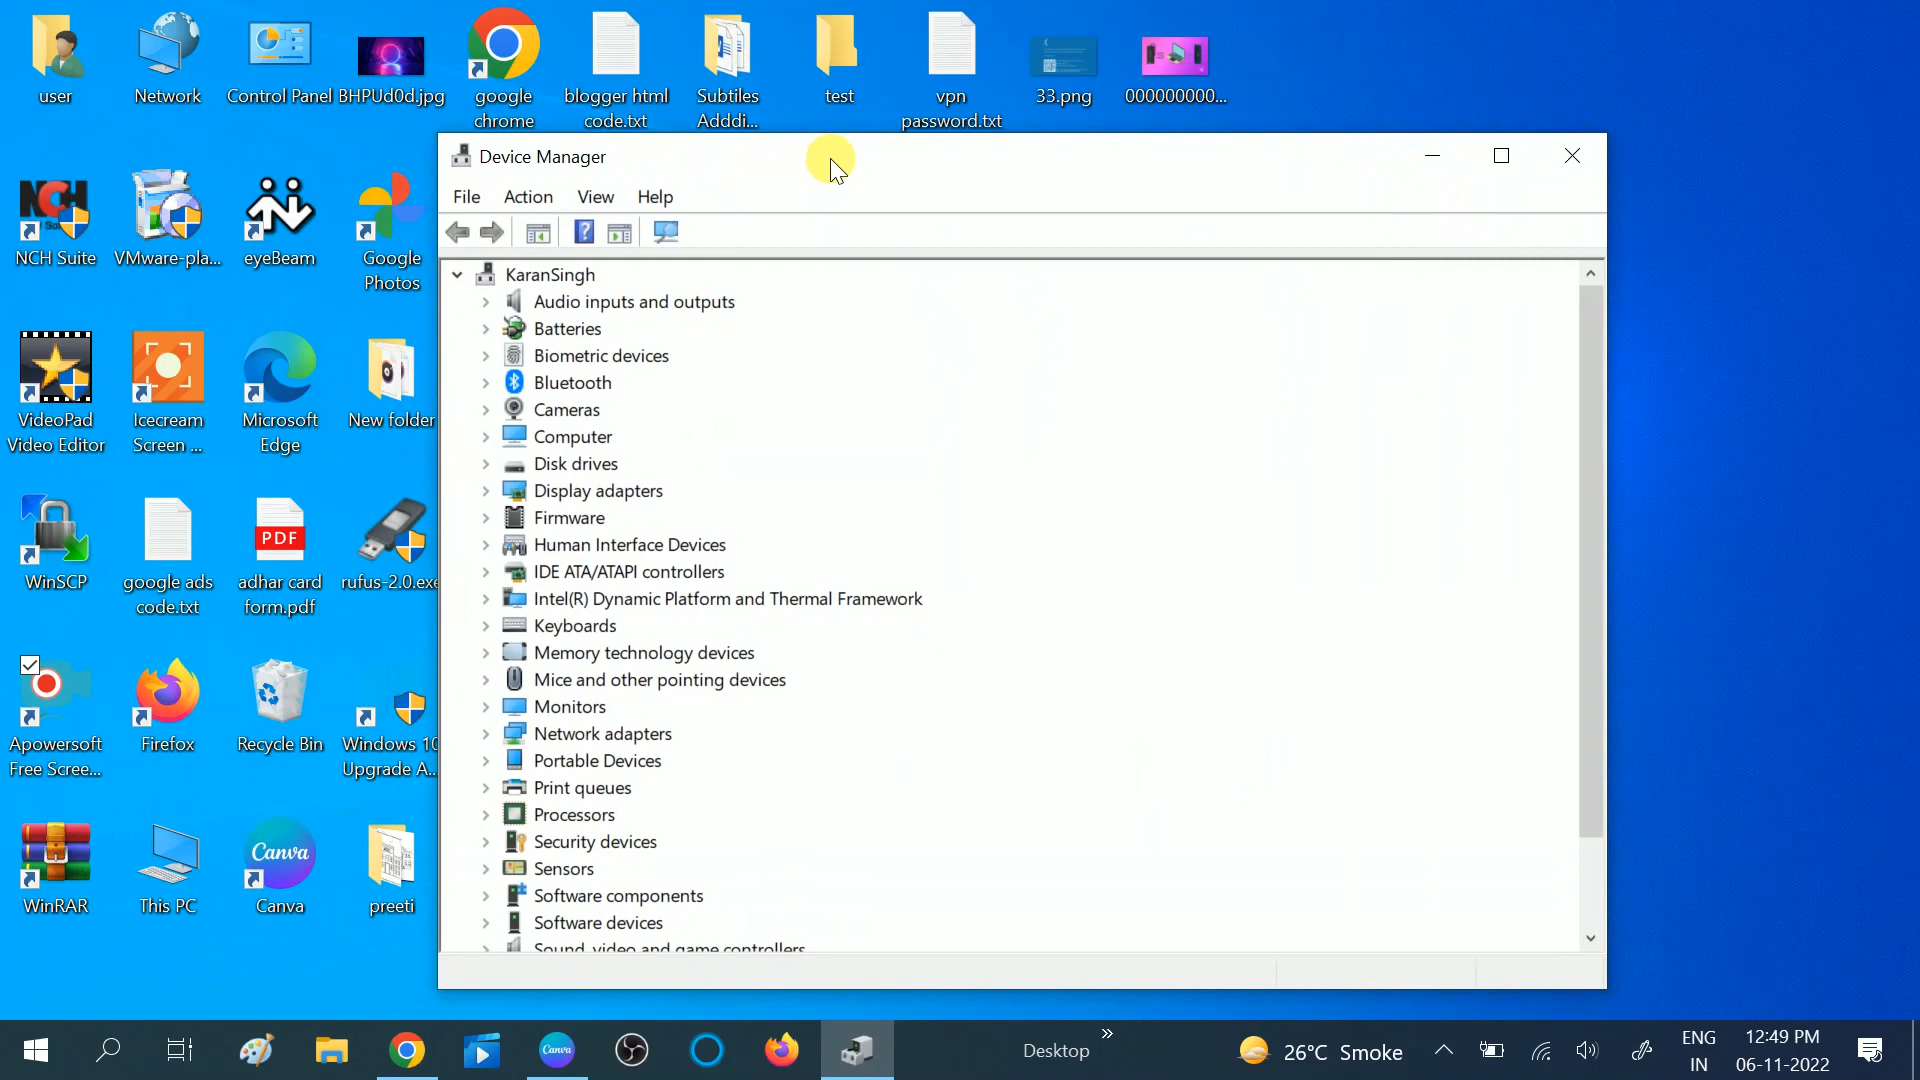 user
Network
Control Panel
BHPUd0d.jpg
google
chrome
blogger html
code.txt
Subtiles
Adddi...
test
vpn
password.txt
33.png
000000000...
NCH
NCH Suite
VMware-pla...
eyeBeam
Google
Photos
VideoPad
Video Editor
Icecream
Screen ...
Microsoft
Edge
New folder
WinSCP
google ads
code.txt
PDF
adhar card
form.pdf
rufus-2.0.exe
Apowersoft
Free Scree...
Firefox
Recycle Bin
Windows 10
Upgrade A...
WinRAR
This PC
Canva
Canva
preeti
Device Manager
File
Action
View
Help
KaranSingh
Audio inputs and outputs
Batteries
Biometric devices
Bluetooth
Cameras
Computer
Disk drives
Display adapters
Firmware
Human Interface Devices
IDE ATA/ATAPI controllers
Intel(R) Dynamic Platform and Thermal Framework
Keyboards
Memory technology devices
Mice and other pointing devices
Monitors
Network adapters
Portable Devices
Print queues
Processors
Security devices
Sensors
Software components
Software devices
Sound, video and game controllers
Canva
Desktop
26°C Smoke
ENG
IN
12:49 PM
06-11-2022